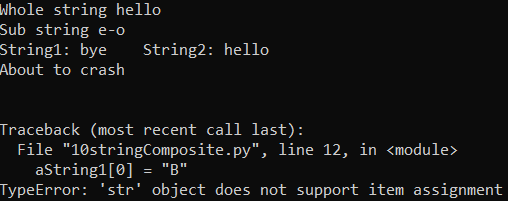 Whole string hello
Sub string e-o
String1: bye    String2: hello
About to crash
Traceback (most recent call last):
  File "10stringComposite.py", line 12, in <module>
    aString1[0] = "B"
TypeError: 'str' object does not support item assignment